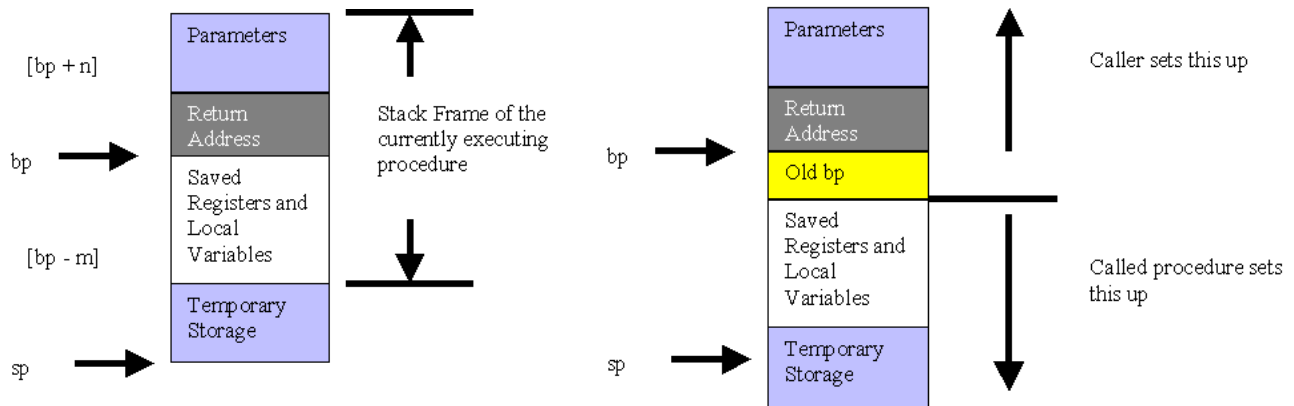 Parameters
[bp + n]
Return
Address
Stack Frame of the
currently executing
procedure
bp
Saved
Registers and
Local
Variables
[bp - m]
Temporary
Storage
sp
Parameters
Caller sets this up
Return
Address
bp
Old bp
Saved
Registers and
Local
Variables
Called procedure sets
this up
Temporary
Storage
sp